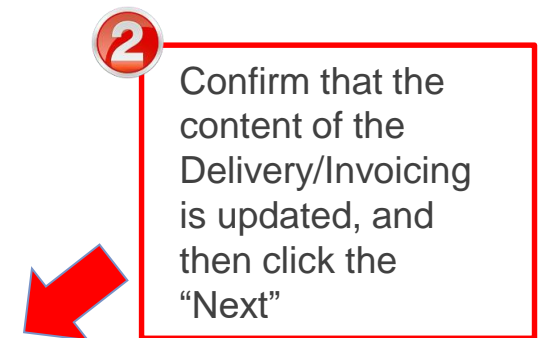 2
Confirm that the
content of the
Delivery/Invoicing
is updated, and
then click the
“Next”